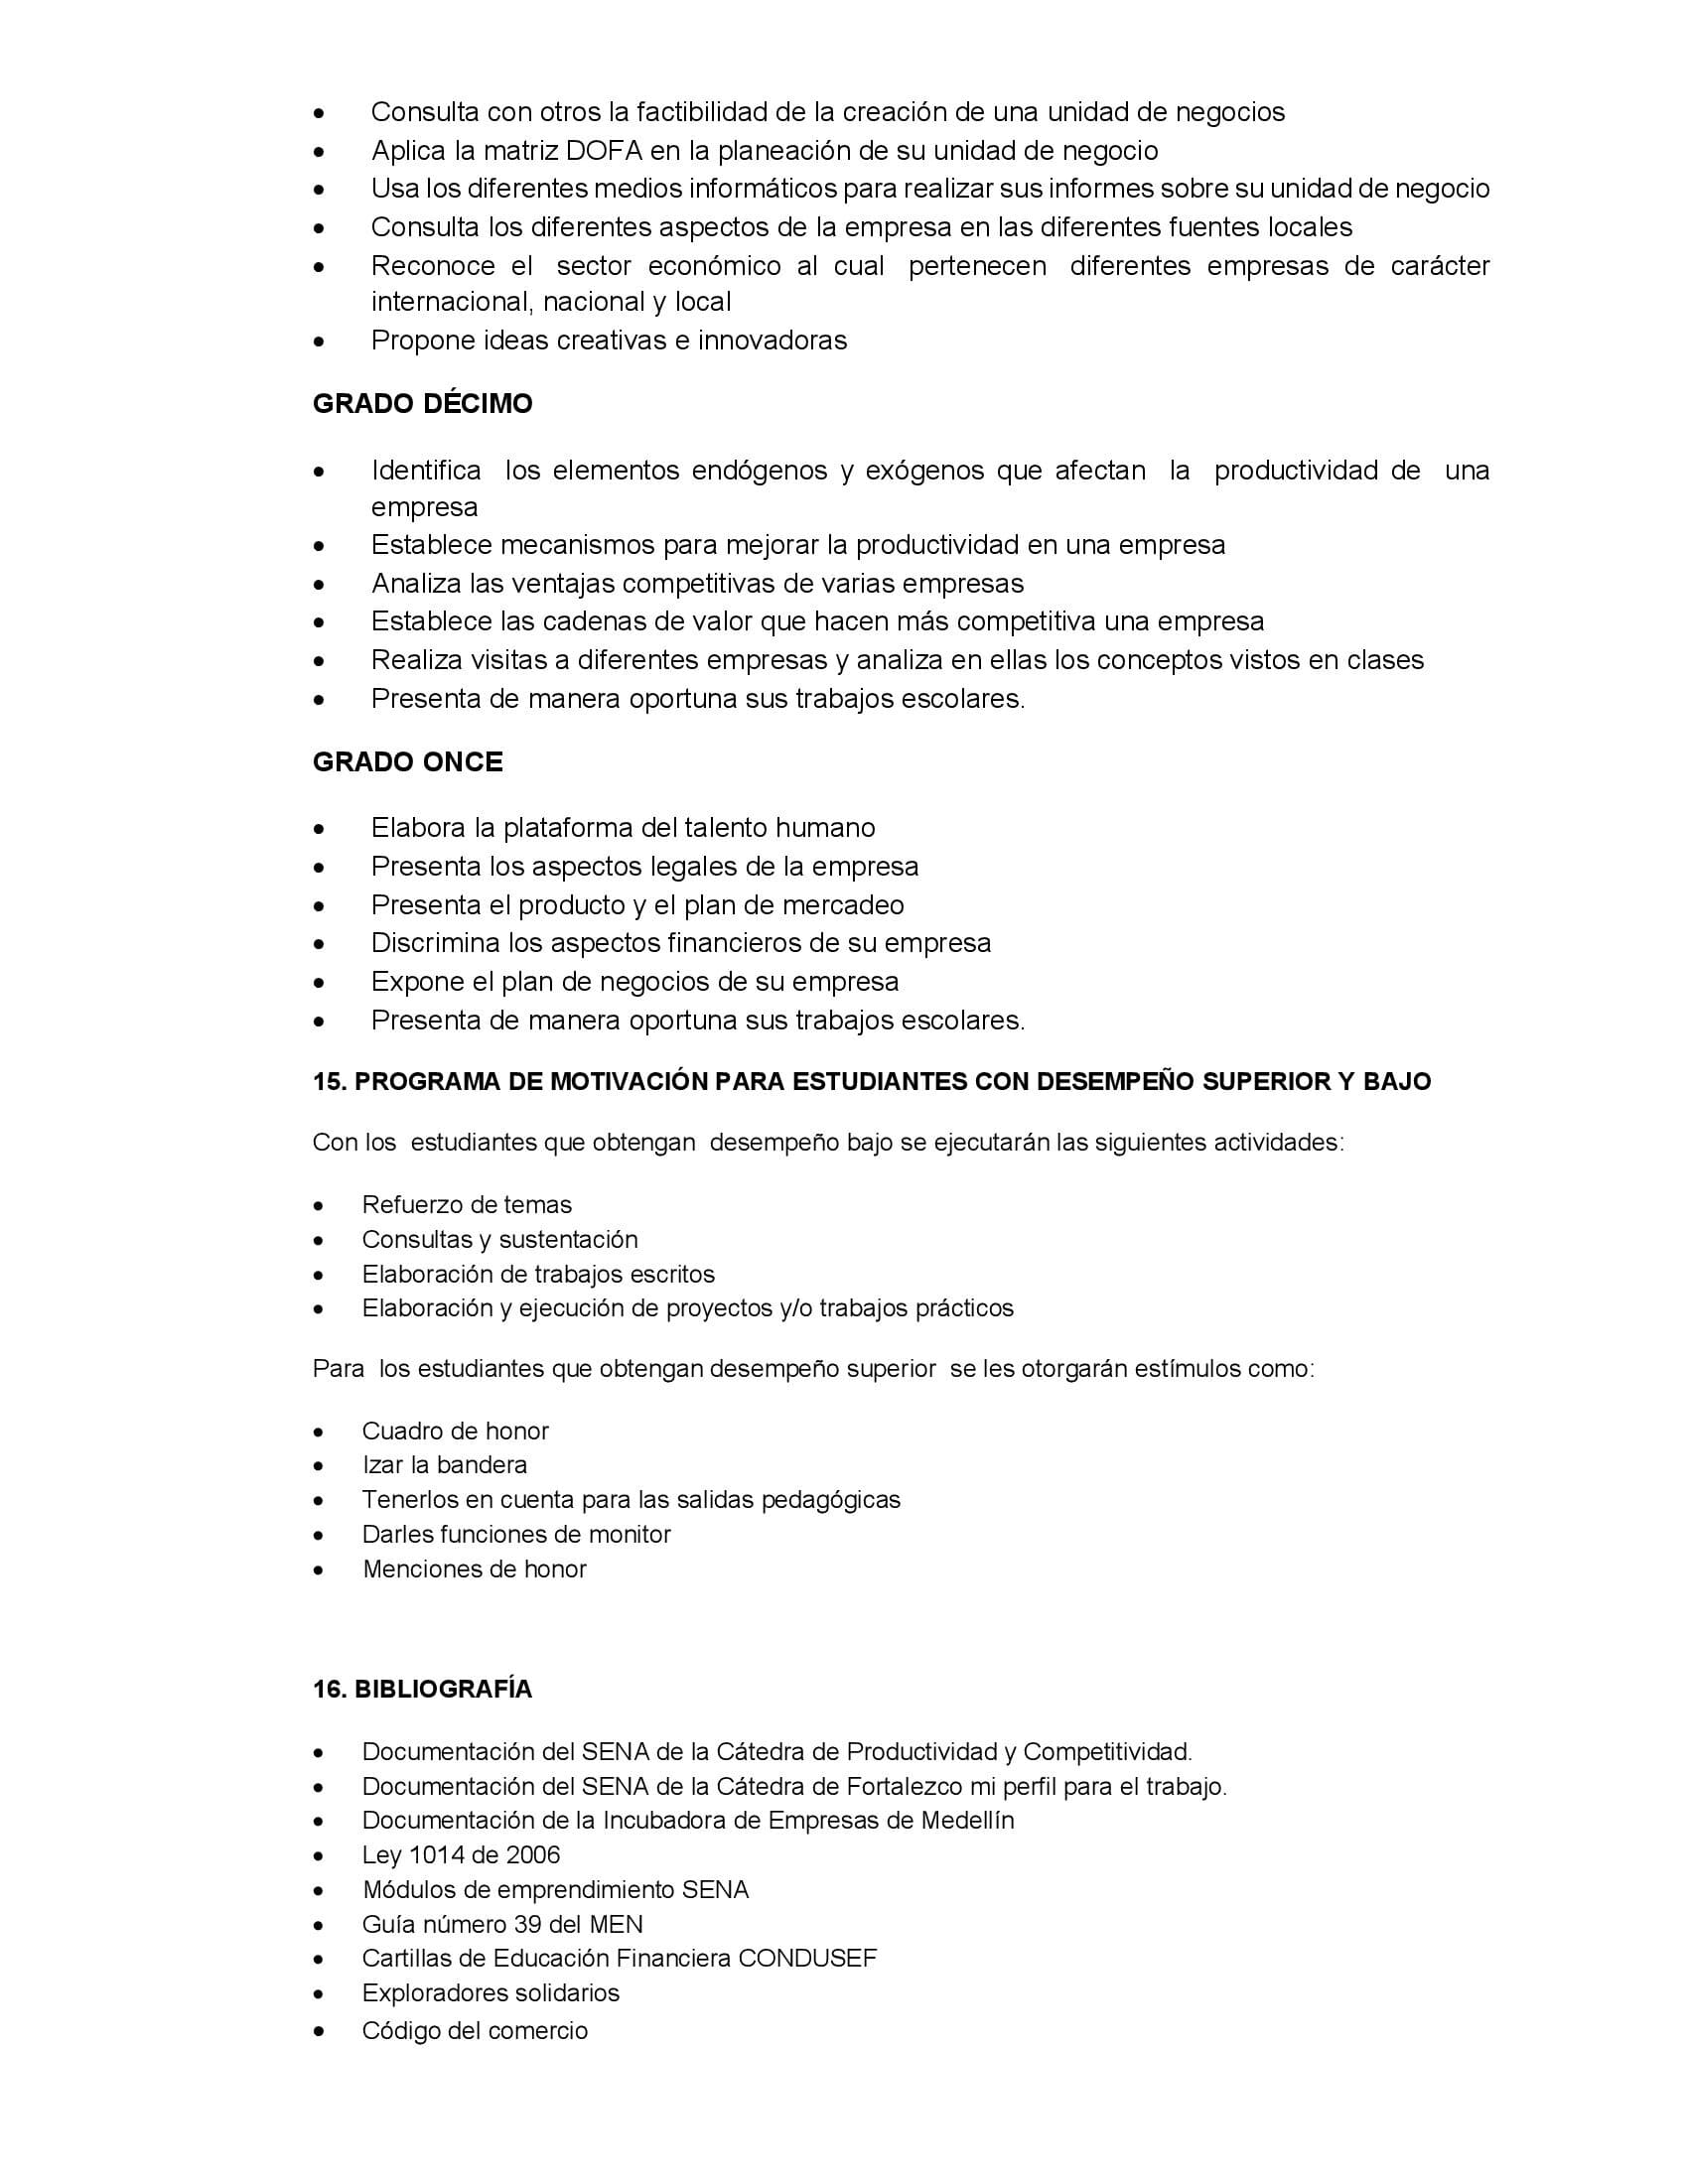 • Consulta con otros la factibilidad de la creación de una unidad de negocios
• Aplica la matriz DOFA en la planeación de su unidad de negocio
• Usa los diferentes medios informáticos para realizar sus informes sobre su unidad de negocio
• Consulta los diferentes aspectos de la empresa en las diferentes fuentes locales
• Reconoce el sector económico al cual pertenecen diferentes empresas de carácter
internacional, nacional y local
• Propone ideas creativas e innovadoras
GRADO DÉCIMO
• Identifica los elementos endógenos y exógenos que afectan la productividad de una
empresa
• Establece mecanismos para mejorar la productividad en una empresa
• Analiza las ventajas competitivas de varias empresas
• Establece las cadenas de valor que hacen más competitiva una empresa
• Realiza visitas a diferentes empresas y analiza en ellas los conceptos vistos en clases
• Presenta de manera oportuna sus trabajos escolares.
GRADO ONCE
• Elabora la plataforma del talento humano
• Presenta los aspectos legales de la empresa
• Presenta el producto y el plan de mercadeo
• Discrimina los aspectos financieros de su empresa
• Expone el plan de negocios de su empresa
• Presenta de manera oportuna sus trabajos escolares.
15. PROGRAMA DE MOTIVACIÓN PARA ESTUDIANTES CON DESEMPEÑO SUPERIOR Y BAJO
Con los estudiantes que obtengan desempeño bajo se ejecutarán las siguientes actividades:
• Refuerzo de temas
• Consultas y sustentación
• Elaboración de trabajos escritos
• Elaboración y ejecución de proyectos y/o trabajos prácticos
Para los estudiantes que obtengan desempeño superior se les otorgarán estímulos como:
• Cuadro de honor
• Izar la bandera
• Tenerlos en cuenta para las salidas pedagógicas
• Darles funciones de monitor
• Menciones de honor
16. BIBLIOGRAFÍA
• Documentación del SENA de la Cátedra de Productividad y Competitividad.
• Documentación del SENA de la Cátedra de Fortalezco mi perfil para el trabajo.
• Documentación de la Incubadora de Empresas de Medellín
• Ley 1014 de 2006
• Módulos de emprendimiento SENA
• Guía número 39 del MEN
• Cartillas de Educación Financiera CONDUSEF
• Exploradores solidarios
• Código del comercio